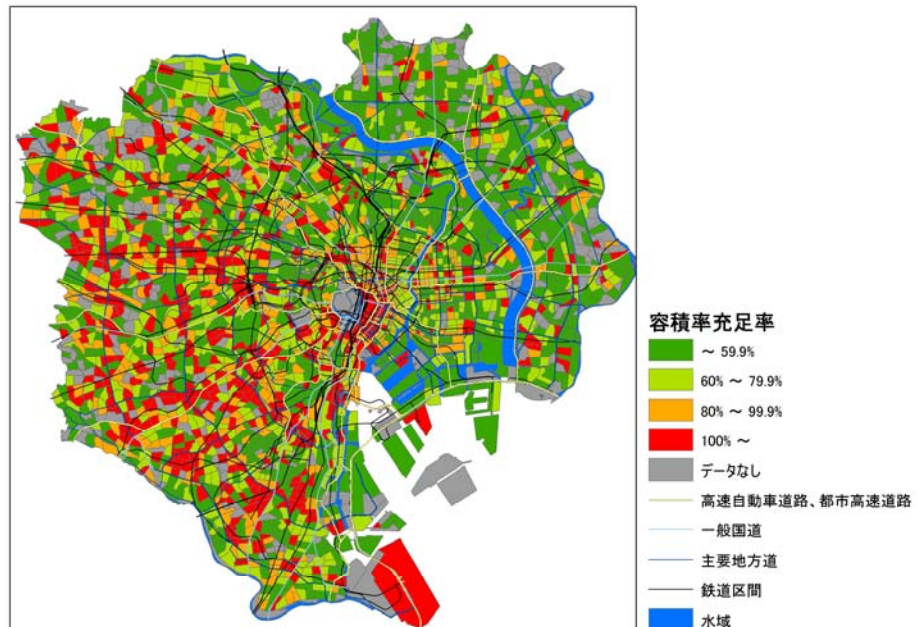 容積率充足率
～ 59.9%
60% ～ 79.9%
80% ～ 99.9%
100% ～
データなし
高速自動車道路、都市高速道路
一般国道
主要地方道
鉄道区間
水域